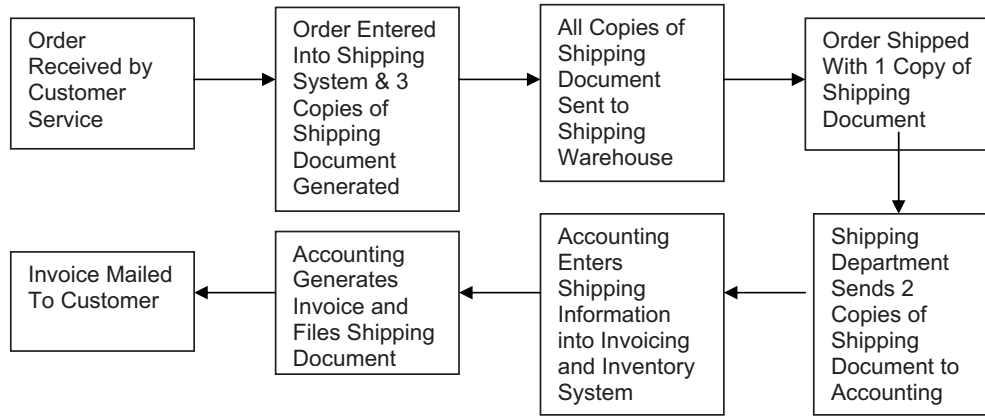 Order
Received by
Customer
Service
Order Entered
Into Shipping
System & 3
Copies of
Shipping
Document
Generated
All Copies of
Shipping
Document
Sent to
Shipping
Warehouse
Order Shipped
With 1 Copy of
Shipping
Document
Shipping
Department
Sends 2
Copies of
Shipping
Document to
Accounting
Accounting
Enters
Shipping
Information
into Invoicing
and Inventory
System
Accounting
Generates
Invoice and
Files Shipping
Document
Invoice Mailed
To Customer